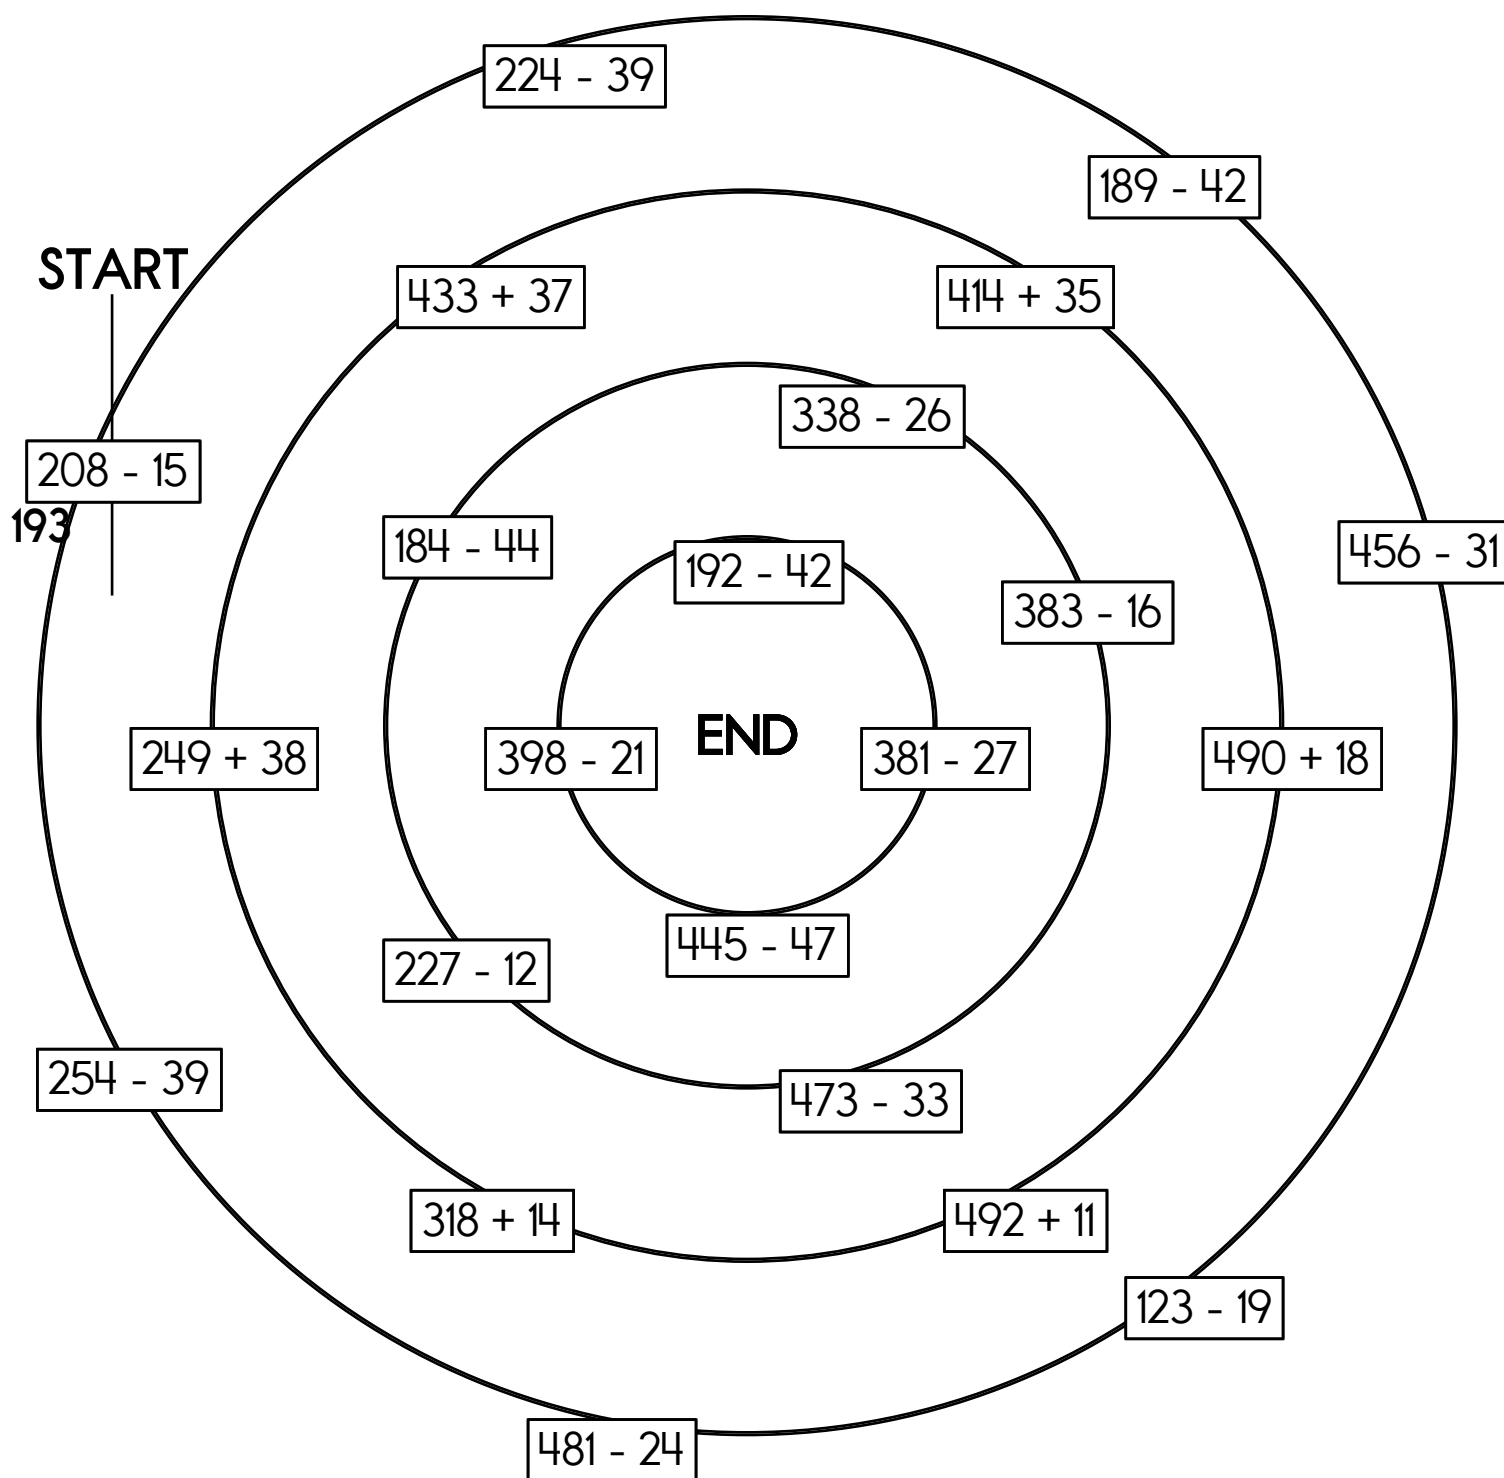 224 - 39
189 - 42
START
433 + 37
414 + 35
338 - 26
208 - 15
193
184 - 44
192 - 42
456 - 31
383 - 16
END
249 + 38
398 - 21
381 - 27
490 + 18
445 - 47
227 - 12
254 - 39
473 - 33
318 + 14
492 + 11
123 - 19
481 - 24